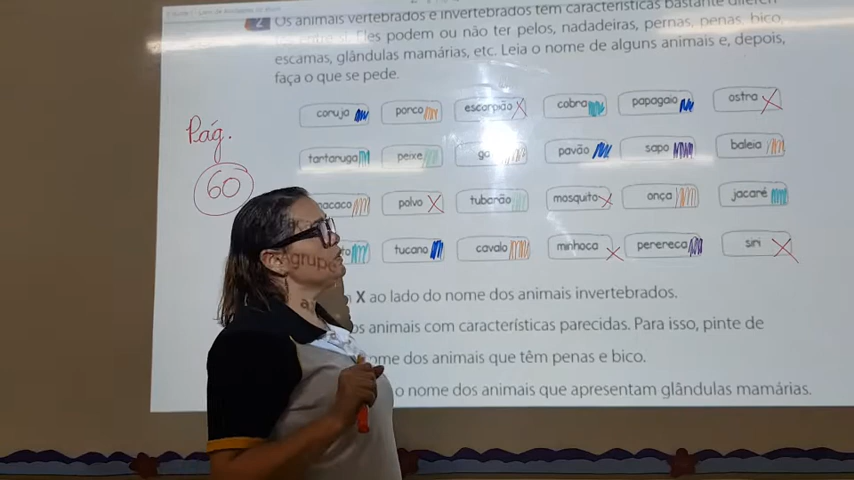 2 Os animais vertebrados e invertebrados têm características bastante diferen
Eles podem ou não ter pelos, nadadeiras, pernas, penas, bico,
escamas, glândulas mamárias, etc. Leia o nome de alguns animais e, depois,
faça o que se pede.
coruja porco escorpião X cobra papagaio ostra X
Pág.
60
tartaruga peixe pavão sapo baleia
macaco polvo X tubarão mosquito X onça jacaré
tucano cavalo minhoca X perereca siri X
X ao lado do nome dos animais invertebrados.
Agrupe os animais com características parecidas. Para isso, pinte de
nome dos animais que têm penas e bico.
o nome dos animais que apresentam glândulas mamárias.